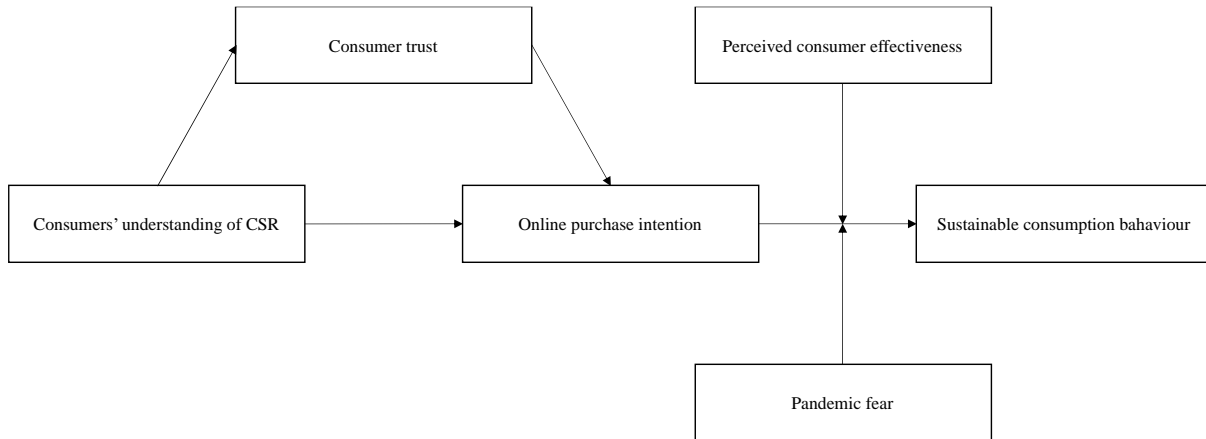 Consumer trust
Perceived consumer effectiveness
Consumers’ understanding of CSR
Online purchase intention
Sustainable consumption bahaviour
Pandemic fear